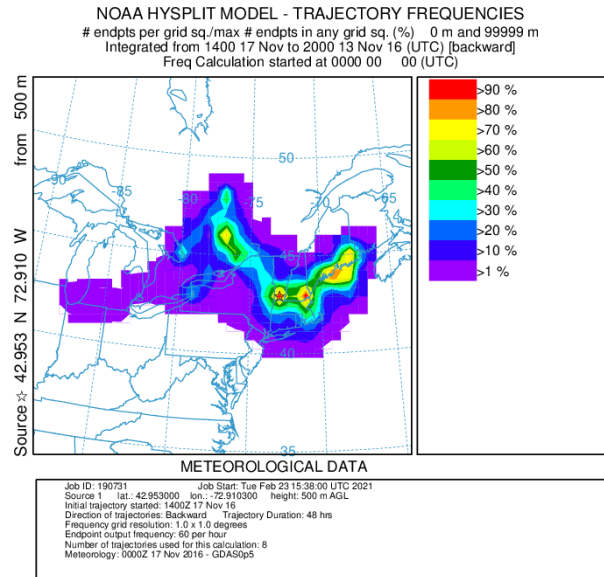 NOAA HYSPLIT MODEL - TRAJECTORY FREQUENCIES
# endpts per grid sq./max # endpts in any grid sq. (%) 0 m and 99999 m
Integrated from 1400 17 Nov to 2000 13 Nov 16 (UTC) [backward]
Freq Calculation started at 0000 00 00 (UTC)
Source ☆ 42.953 N 72.910 W from 500 m
-90
-85
-80
-75
-70
-65
50
45
40
35
>90 %
>80 %
>70 %
>60 %
>50 %
>40 %
>30 %
>20 %
>10 %
>1 %
METEOROLOGICAL DATA
Job ID: 190731 Job Start: Tue Feb 23 15:38:00 UTC 2021
Source 1 lat.: 42.953000 lon.: -72.910300 height: 500 m AGL
Initial trajectory started: 1400Z 17 Nov 16
Direction of trajectories: Backward Trajectory Duration: 48 hrs
Frequency grid resolution: 1.0 x 1.0 degrees
Endpoint output frequency: 60 per hour
Number of trajectories used for this calculation: 8
Meteorology: 0000Z 17 Nov 2016 - GDAS0p5